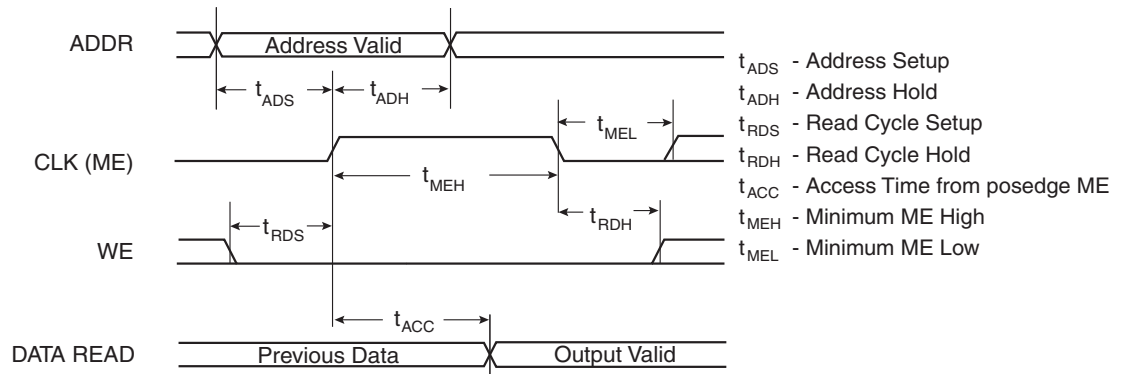 ADDR
Address Valid
tADS
tADH
CLK (ME)
tMEL
tMEH
tRDS
tRDH
WE
tACC
DATA READ
Previous Data
Output Valid
tADS - Address Setup
tADH - Address Hold
tRDS - Read Cycle Setup
tRDH - Read Cycle Hold
tACC - Access Time from posedge ME
tMEH - Minimum ME High
tMEL - Minimum ME Low